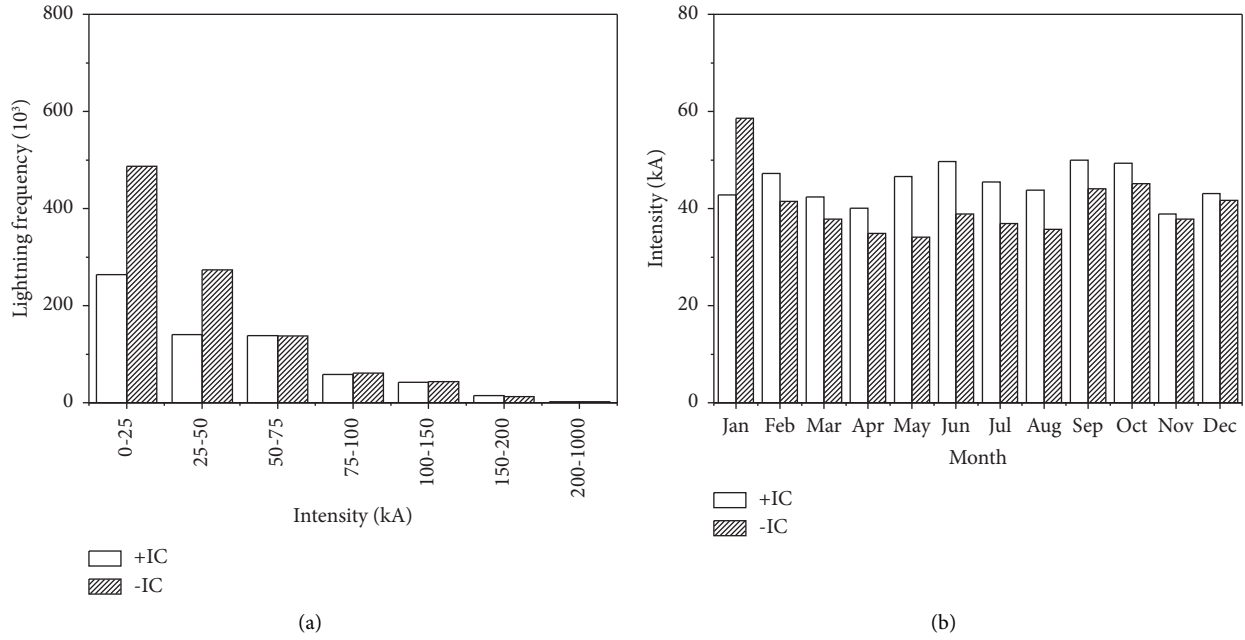 800
600
400
200
0
Lightning frequency (10³)
0-25
25-50
50-75
75-100
100-150
150-200
200-1000
Intensity (kA)
+IC
-IC
(a)
80
60
40
20
0
Intensity (kA)
Jan Feb Mar Apr May Jun Jul Aug Sep Oct Nov Dec
Month
+IC
-IC
(b)